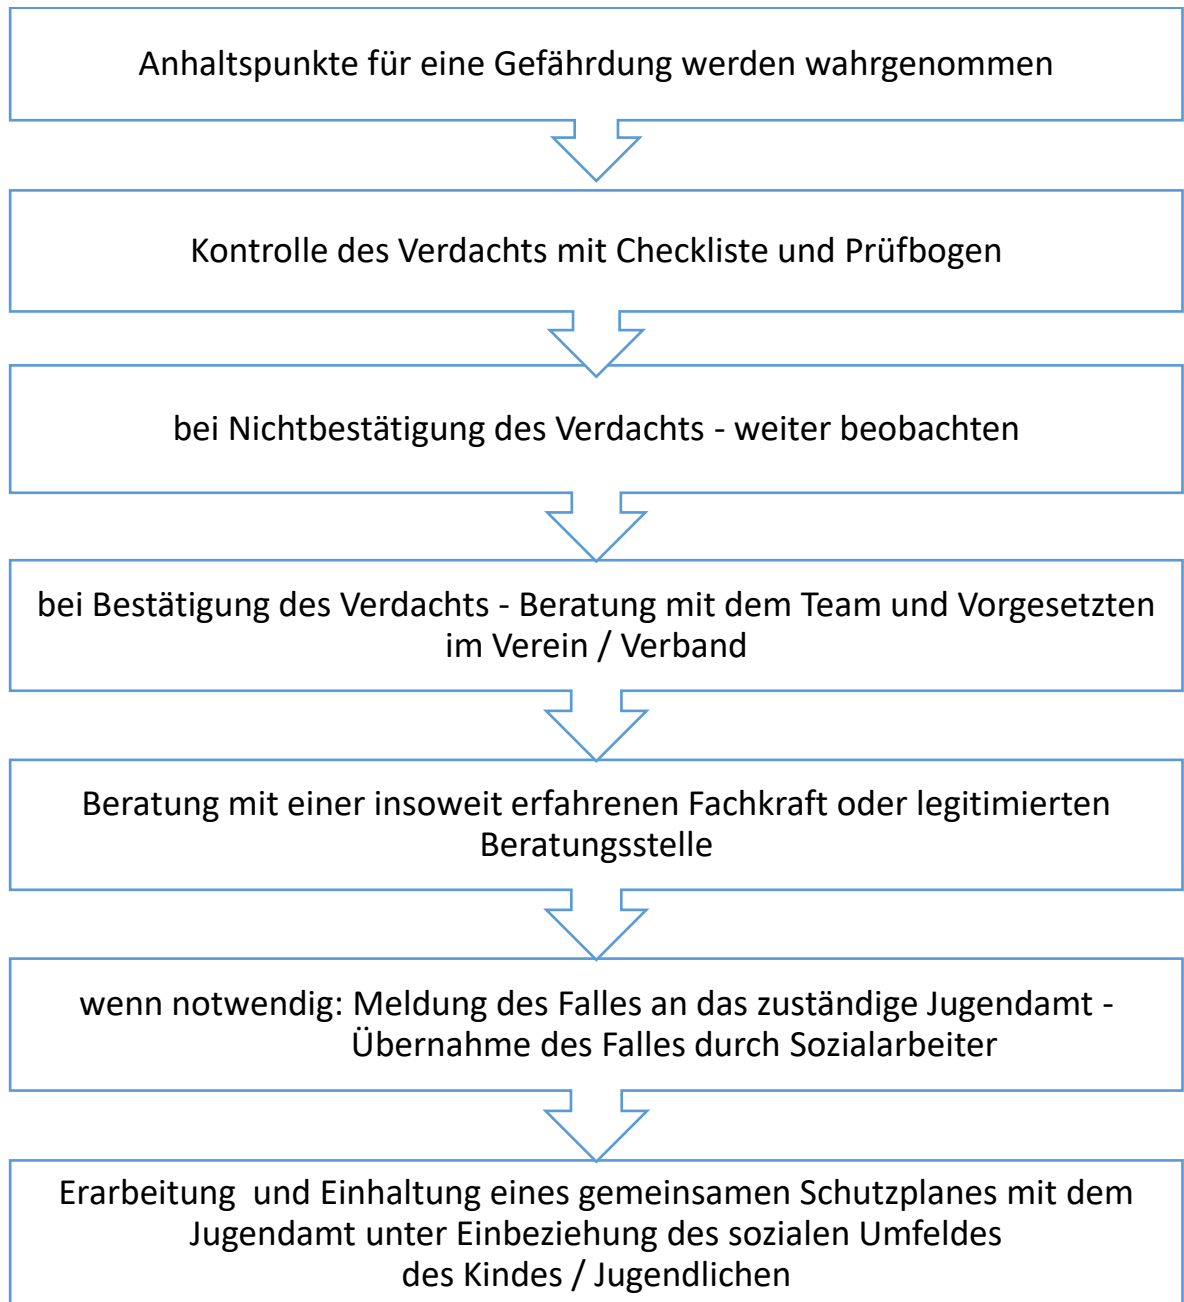 Anhaltspunkte für eine Gefährdung werden wahrgenommen
Kontrolle des Verdachts mit Checkliste und Prüfbogen
bei Nichtbestätigung des Verdachts - weiter beobachten
bei Bestätigung des Verdachts - Beratung mit dem Team und Vorgesetzten
im Verein / Verband
Beratung mit einer insoweit erfahrenen Fachkraft oder legitimierten
Beratungsstelle
wenn notwendig: Meldung des Falles an das zuständige Jugendamt -
Übernahme des Falles durch Sozialarbeiter
Erarbeitung und Einhaltung eines gemeinsamen Schutzplanes mit dem
Jugendamt unter Einbeziehung des sozialen Umfeldes
des Kindes / Jugendlichen